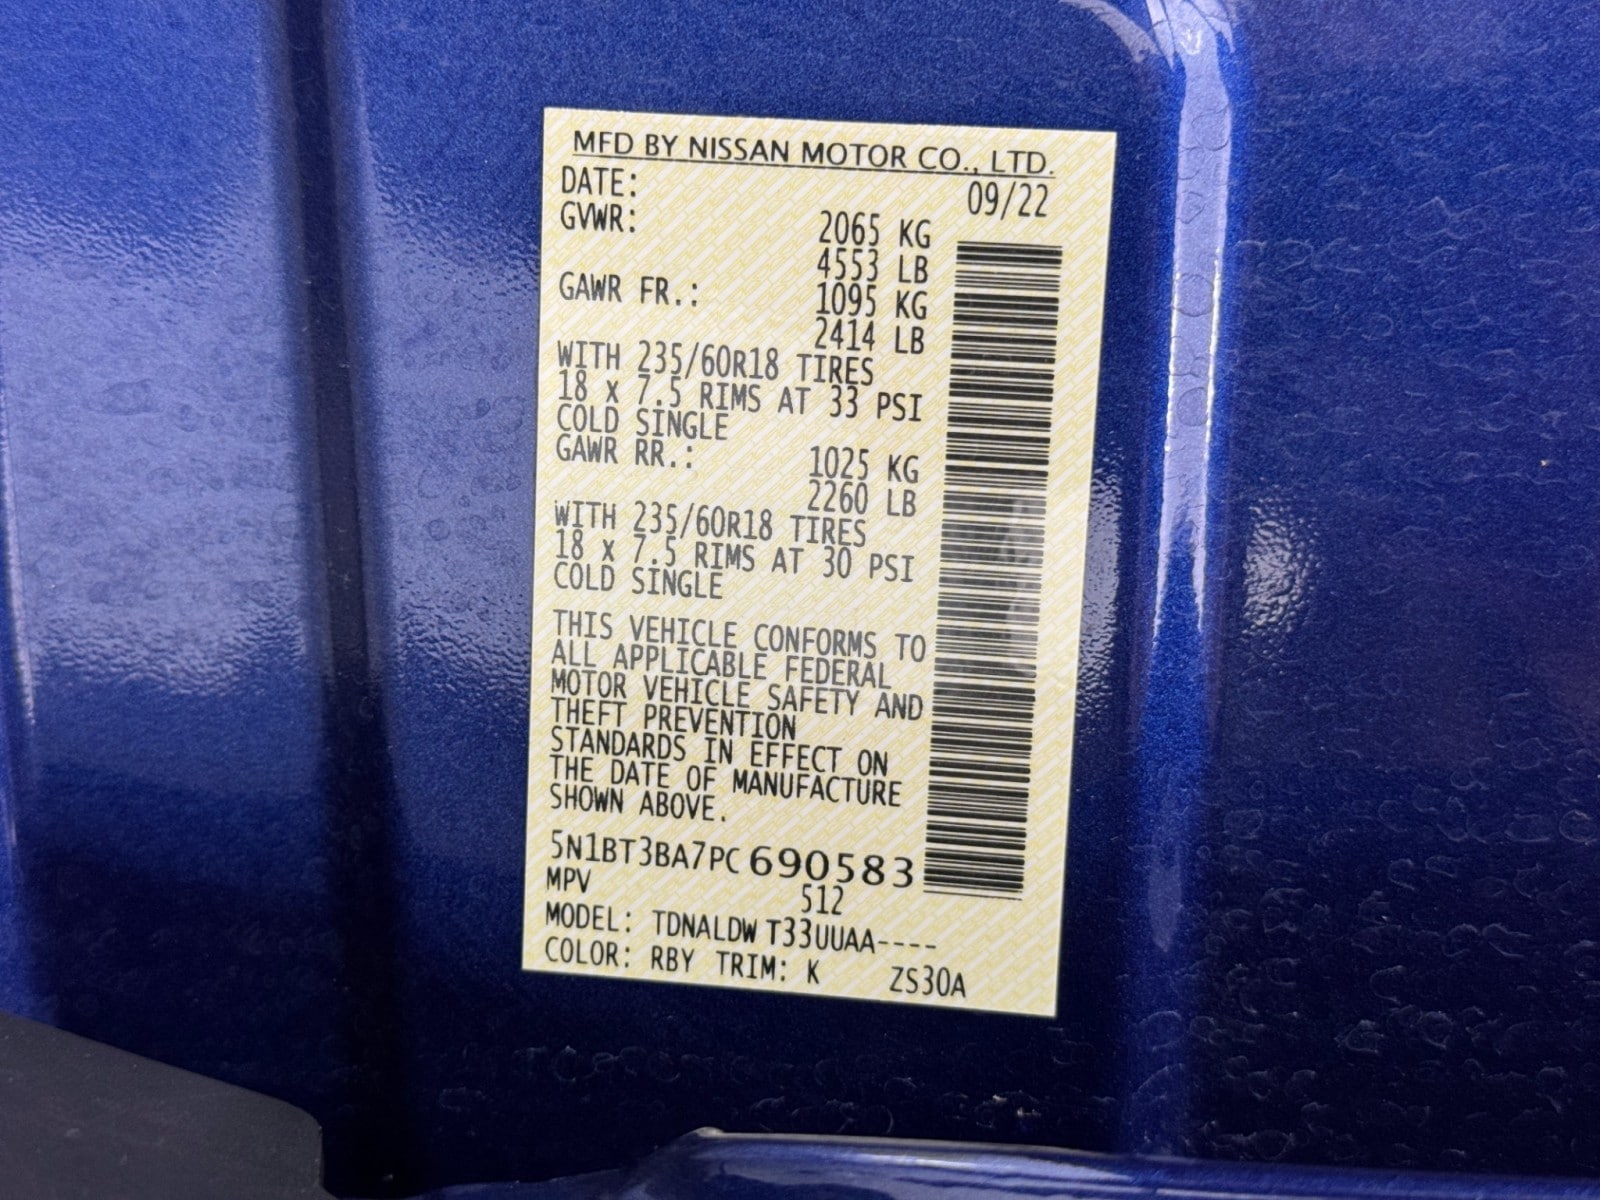 MFD BY NISSAN MOTOR CO., LTD.
DATE: 09/22
GVWR: 2065 KG
4553 LB
GAWR FR.: 1095 KG
2414 LB
WITH 235/60R18 TIRES
18 x 7.5 RIMS AT 33 PSI
COLD SINGLE
GAWR RR.: 1025 KG
2260 LB
WITH 235/60R18 TIRES
18 x 7.5 RIMS AT 30 PSI
COLD SINGLE
THIS VEHICLE CONFORMS TO
ALL APPLICABLE FEDERAL
MOTOR VEHICLE SAFETY AND
THEFT PREVENTION
STANDARDS IN EFFECT ON
THE DATE OF MANUFACTURE
SHOWN ABOVE.
5N1BT3BA7PC690583
MPV 512
MODEL: TDNALDW T33UUAA----
COLOR: RBY TRIM: K ZS30A